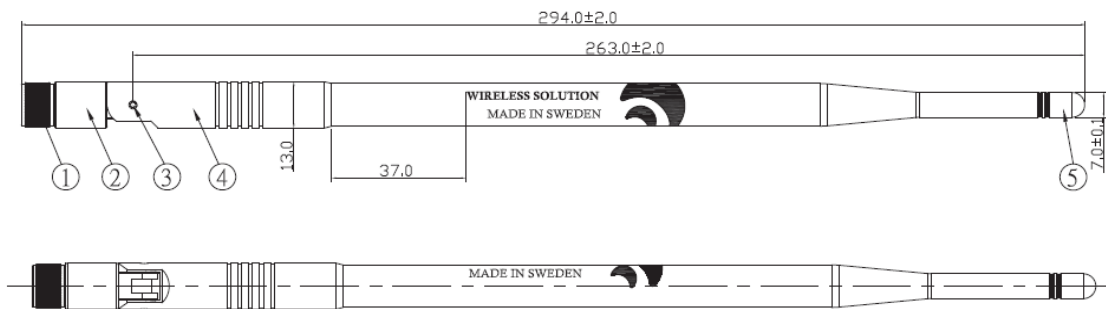 294.0±2.0
263.0±2.0
WIRELESS SOLUTION
MADE IN SWEDEN
13.0
37.0
7.0±0.1
1 2 3 4 5
MADE IN SWEDEN